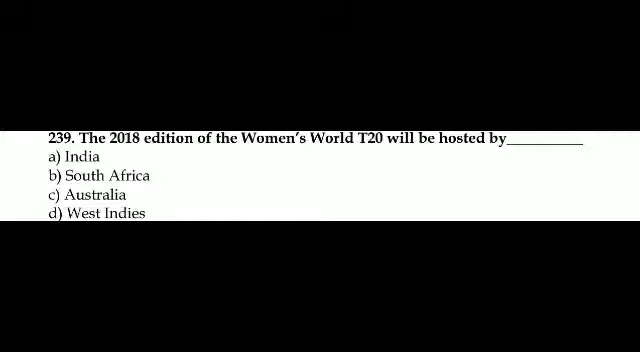 239. The 2018 edition of the Women's World T20 will be hosted by__________
a) India
b) South Africa
c) Australia
d) West Indies